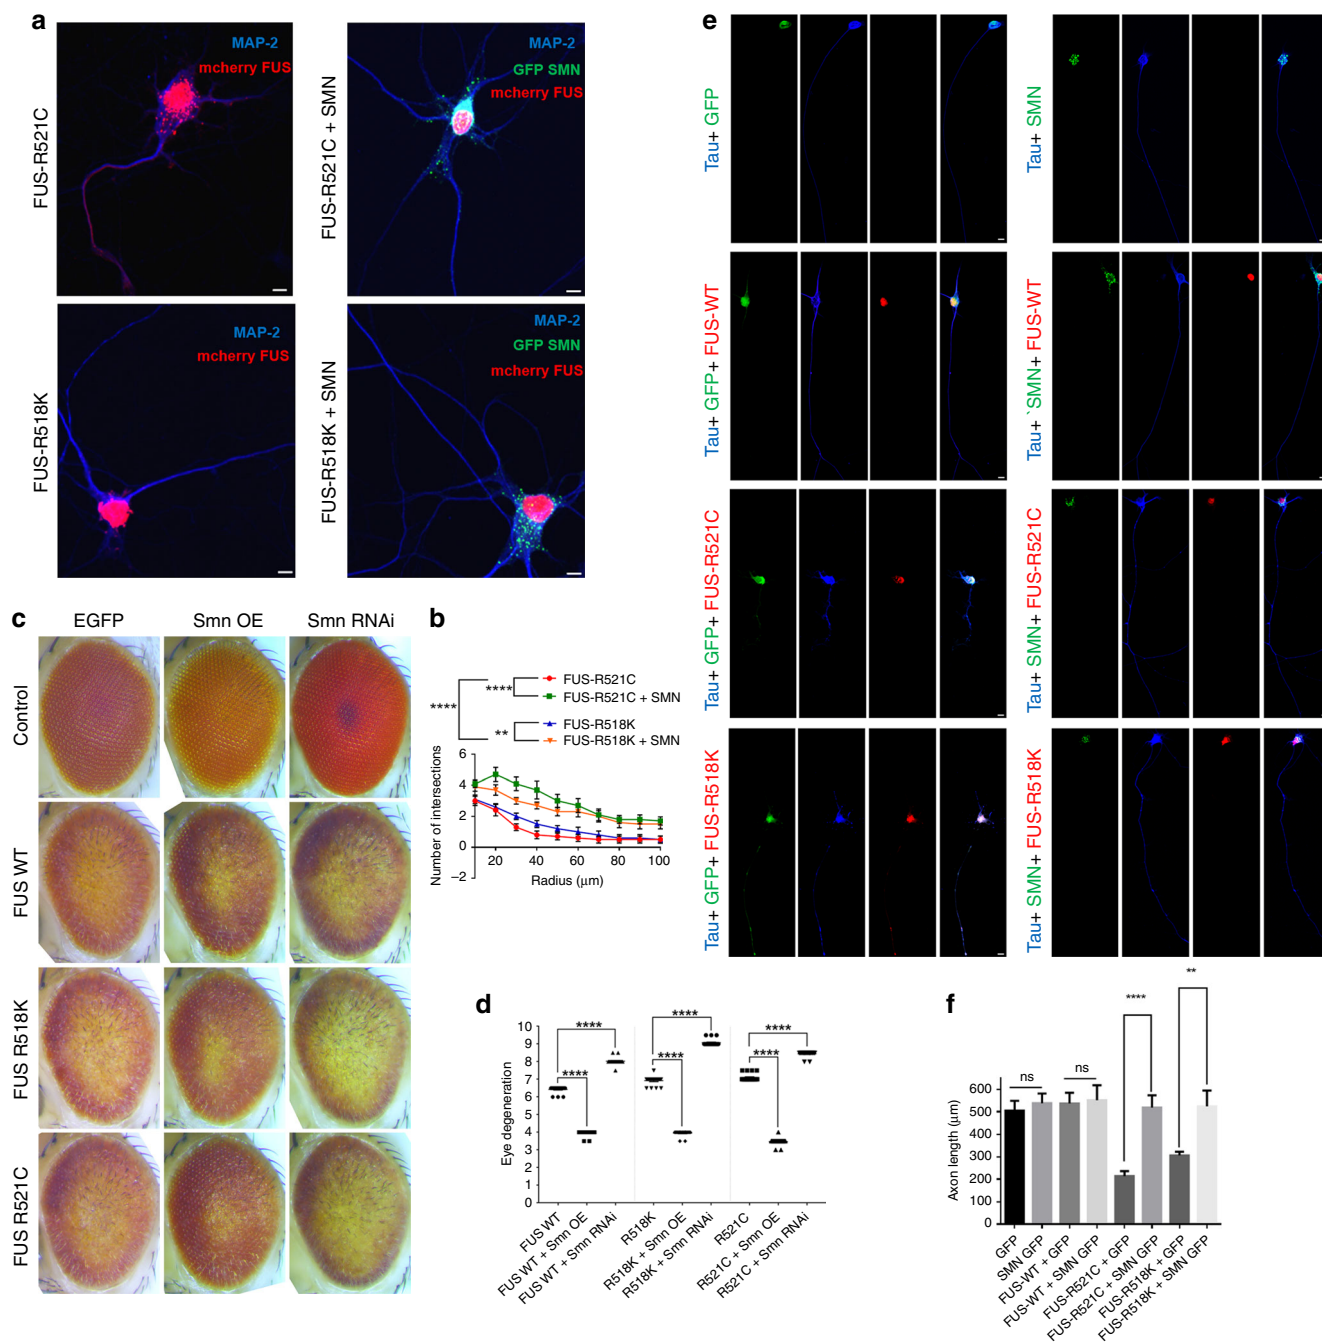 a
FUS-R521C
MAP-2
mcherry FUS
FUS-R521C + SMN
MAP-2
GFP SMN
mcherry FUS
FUS-R518K
MAP-2
mcherry FUS
FUS-R518K + SMN
MAP-2
GFP SMN
mcherry FUS
c
EGFP
Smn OE
Smn RNAi
Control
FUS WT
FUS R518K
FUS R521C
b
****
****
FUS-R521C
FUS-R521C + SMN
**
FUS-R518K
FUS-R518K + SMN
Number of intersections
6
4
2
0
–2
20
40
60
80
100
Radius (μm)
d
Eye degeneration
10
9
8
7
6
5
4
3
2
1
0
****
****
****
****
****
****
FUS WT
FUS WT + Smn OE
FUS WT + Smn RNAi
R518K
R518K + Smn OE
R518K + Smn RNAi
R521C
R521C + Smn OE
R521C + Smn RNAi
e
Tau+ GFP
Tau+ SMN
Tau+ GFP+ FUS-WT
Tau+ `SMN+ FUS-WT
Tau+ GFP+ FUS-R521C
Tau+ SMN+ FUS-R521C
Tau+ GFP+ FUS-R518K
Tau+ SMN+ FUS-R518K
f
Axon length (μm)
600
500
400
300
200
100
0
ns
ns
****
**
GFP
SMN GFP
FUS-WT + GFP
FUS-WT + SMN GFP
FUS-R521C + GFP
FUS-R521C + SMN GFP
FUS-R518K + GFP
FUS-R518K + SMN GFP